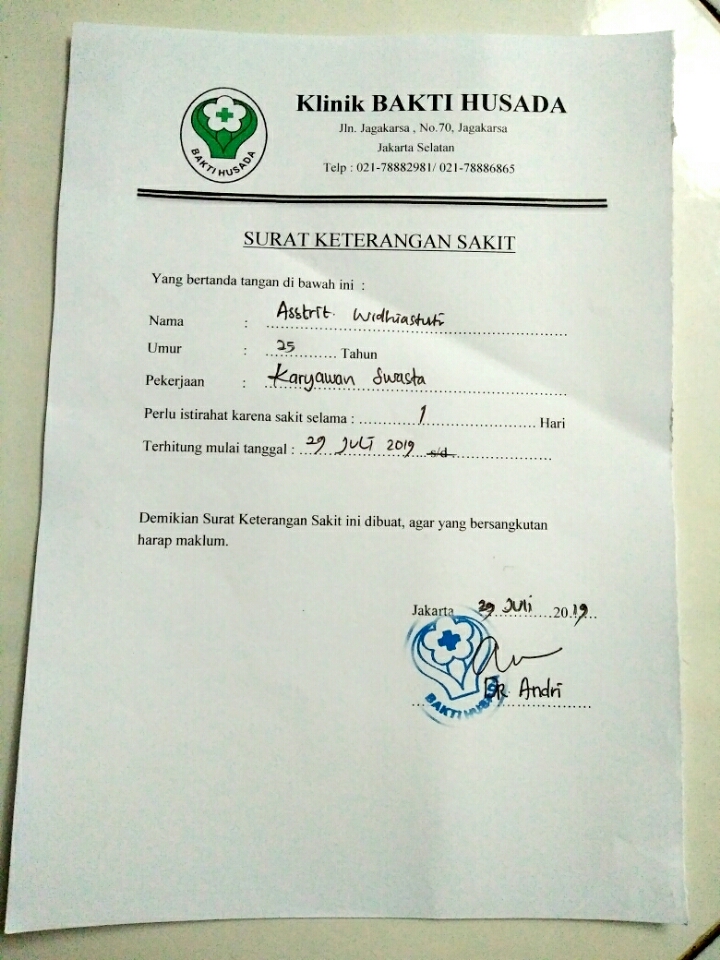 Klinik BAKTI HUSADA
Jln. Jagakarsa , No.70, Jagakarsa
Jakarta Selatan
Telp : 021-78882981/ 021-78886865
BAKTI HUSADA
SURAT KETERANGAN SAKIT
Yang bertanda tangan di bawah ini :
Nama : Asstrit. Widhiastuti
Umur : 25 Tahun
Pekerjaan : Karyawan Swasta
Perlu istirahat karena sakit selama : 1 Hari
Terhitung mulai tanggal : 29 JULI 2019 s/d
Demikian Surat Keterangan Sakit ini dibuat, agar yang bersangkutan
harap maklum.
Jakarta 29 JULI 2019
DR. Andri
BAKTI HUSADA